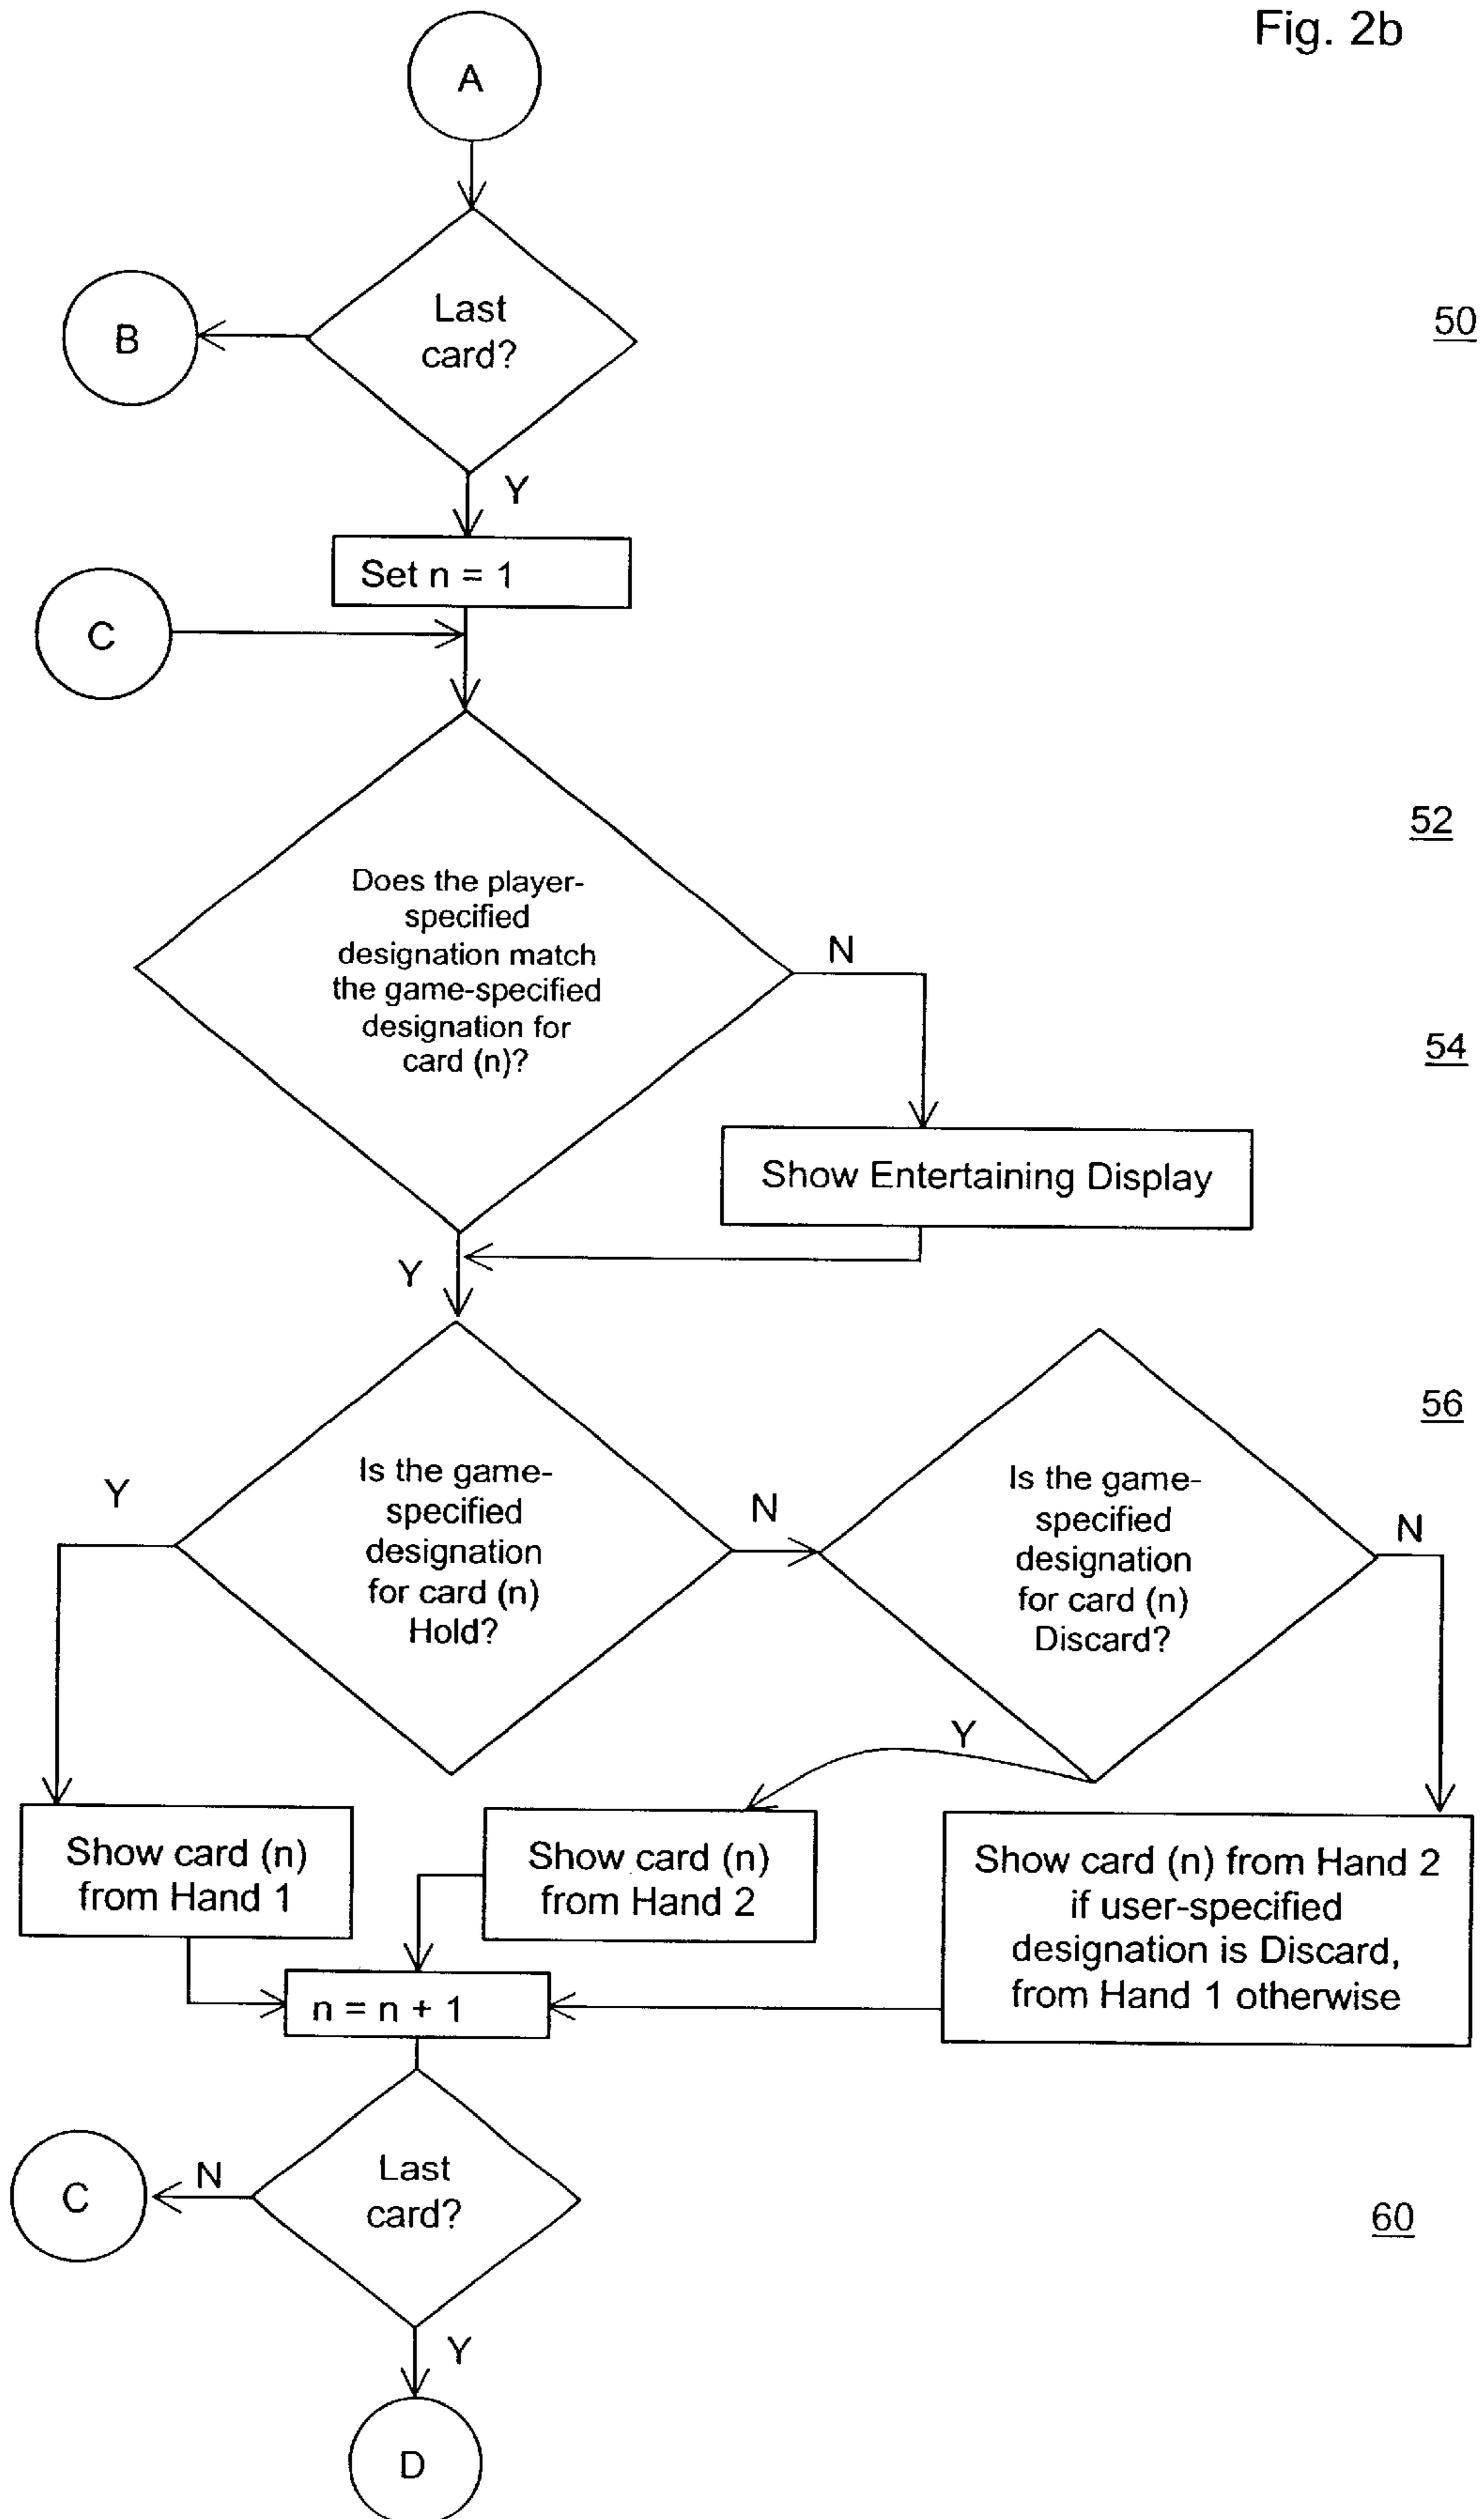 Fig. 2b
A
Last
card?
B
50
Y
Set n = 1
C
52
Does the player-
specified
designation match
the game-specified
designation for
card (n)?
N
54
Show Entertaining Display
Y
56
Is the game-
specified
designation
for card (n)
Hold?
Y
N
Is the game-
specified
designation
for card (n)
Discard?
N
Y
Show card (n)
from Hand 1
Show card (n)
from Hand 2
Show card (n) from Hand 2
if user-specified
designation is Discard,
from Hand 1 otherwise
n = n + 1
Last
card?
N
C
60
Y
D